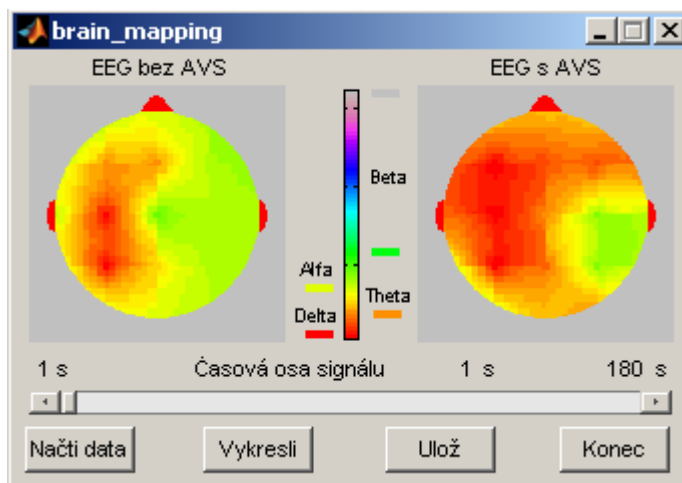 brain_mapping
EEG bez AVS
EEG s AVS
Beta
Alfa
Theta
Delta
1 s Časová osa signálu 1 s 180 s
Načti data Vykresli Ulož Konec